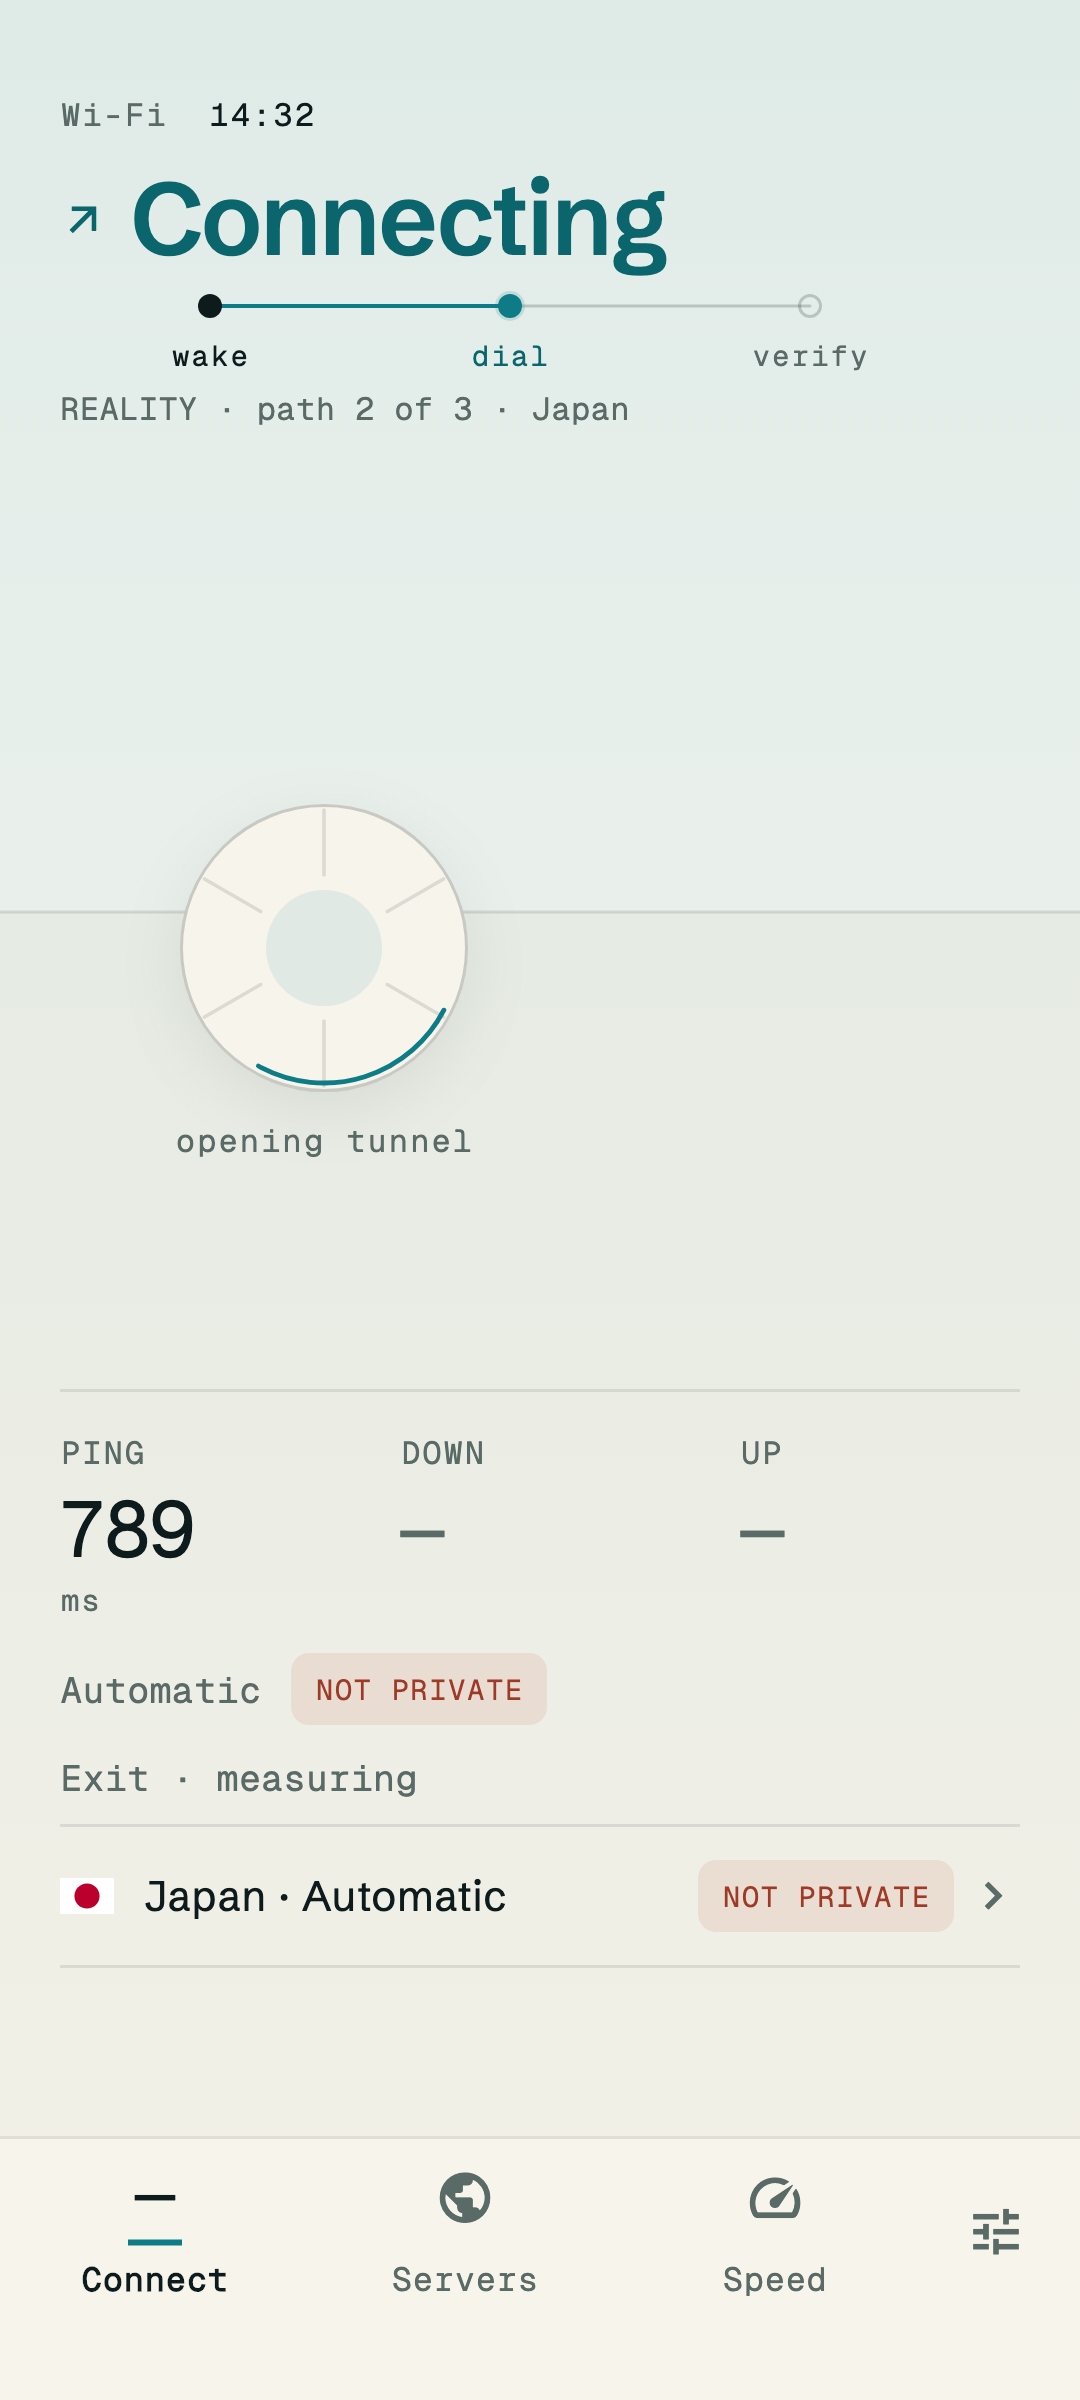 Wi-Fi 14:32
Connecting
wake dial verify
REALITY · path 2 of 3 · Japan
opening tunnel
PING DOWN UP
789 — —
ms
Automatic NOT PRIVATE
Exit · measuring
Japan · Automatic NOT PRIVATE
Connect Servers Speed